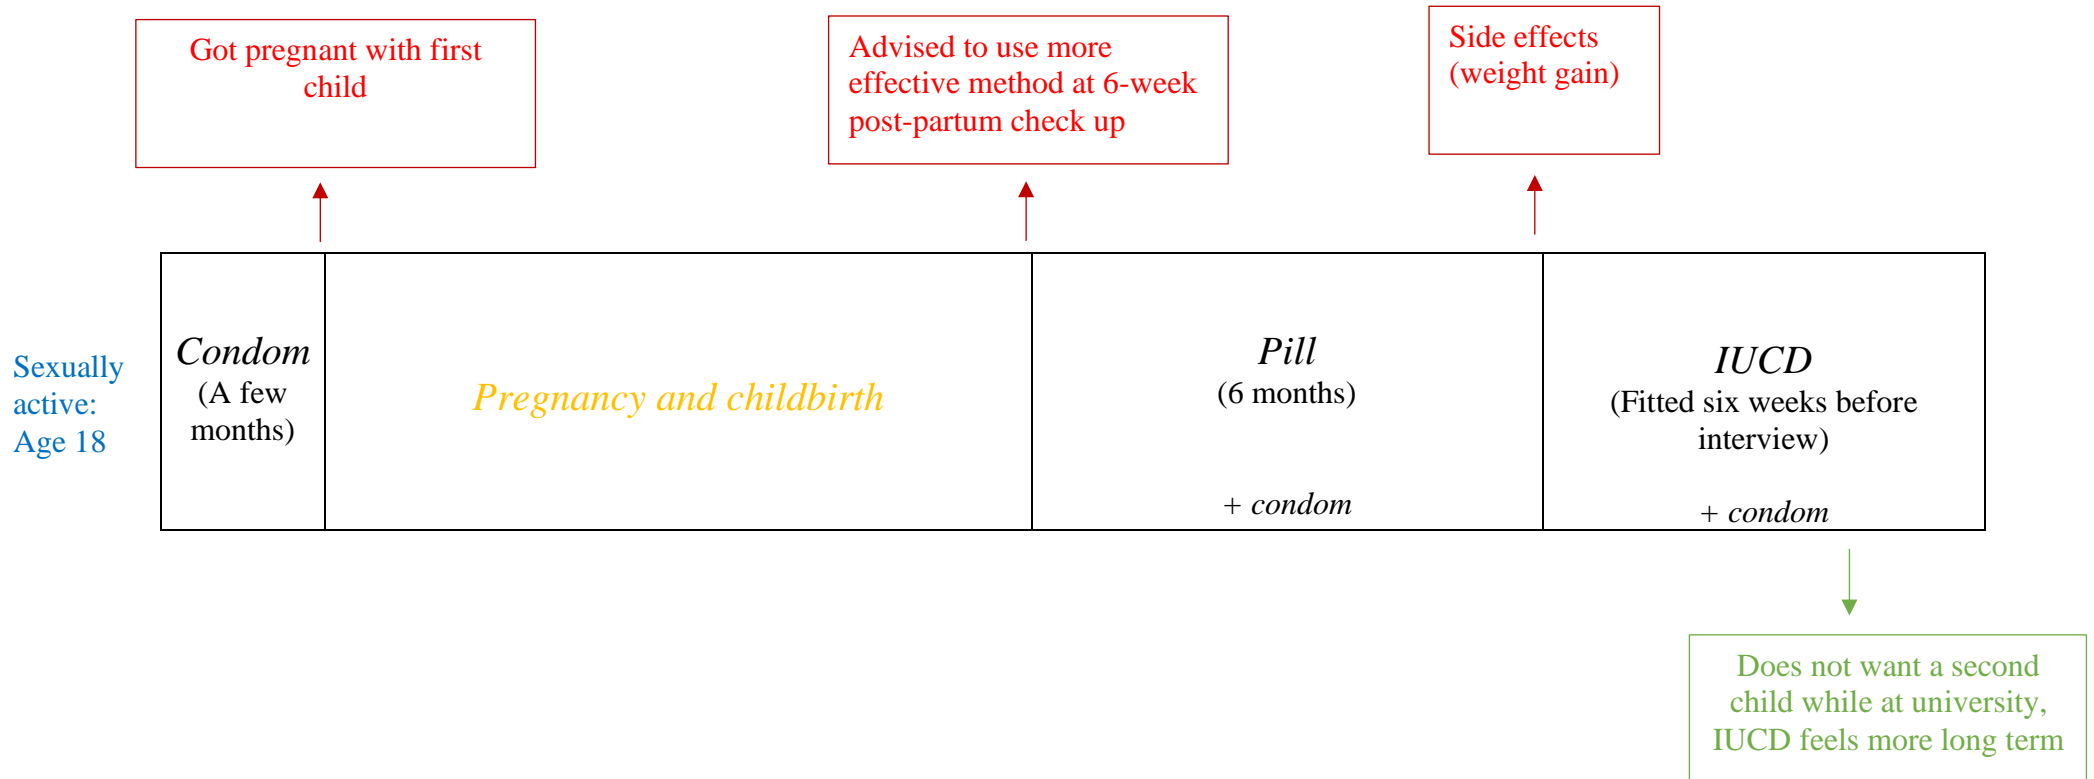 Got pregnant with first
child
Advised to use more
effective method at 6-week
post-partum check up
Side effects
(weight gain)
Sexually
active:
Age 18
Condom
(A few
months)
Pregnancy and childbirth
Pill
(6 months)
+ condom
IUCD
(Fitted six weeks before
interview)
+ condom
Does not want a second
child while at university,
IUCD feels more long term